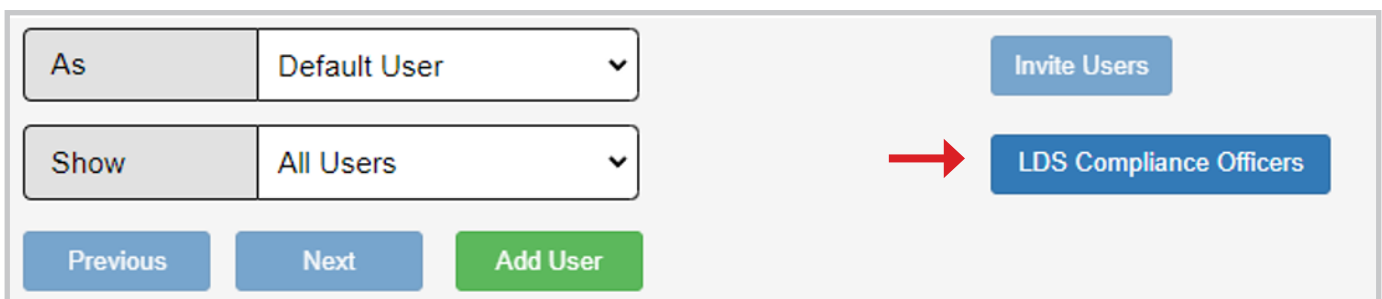 As Default User
Invite Users
Show All Users
LDS Compliance Officers
Previous Next Add User